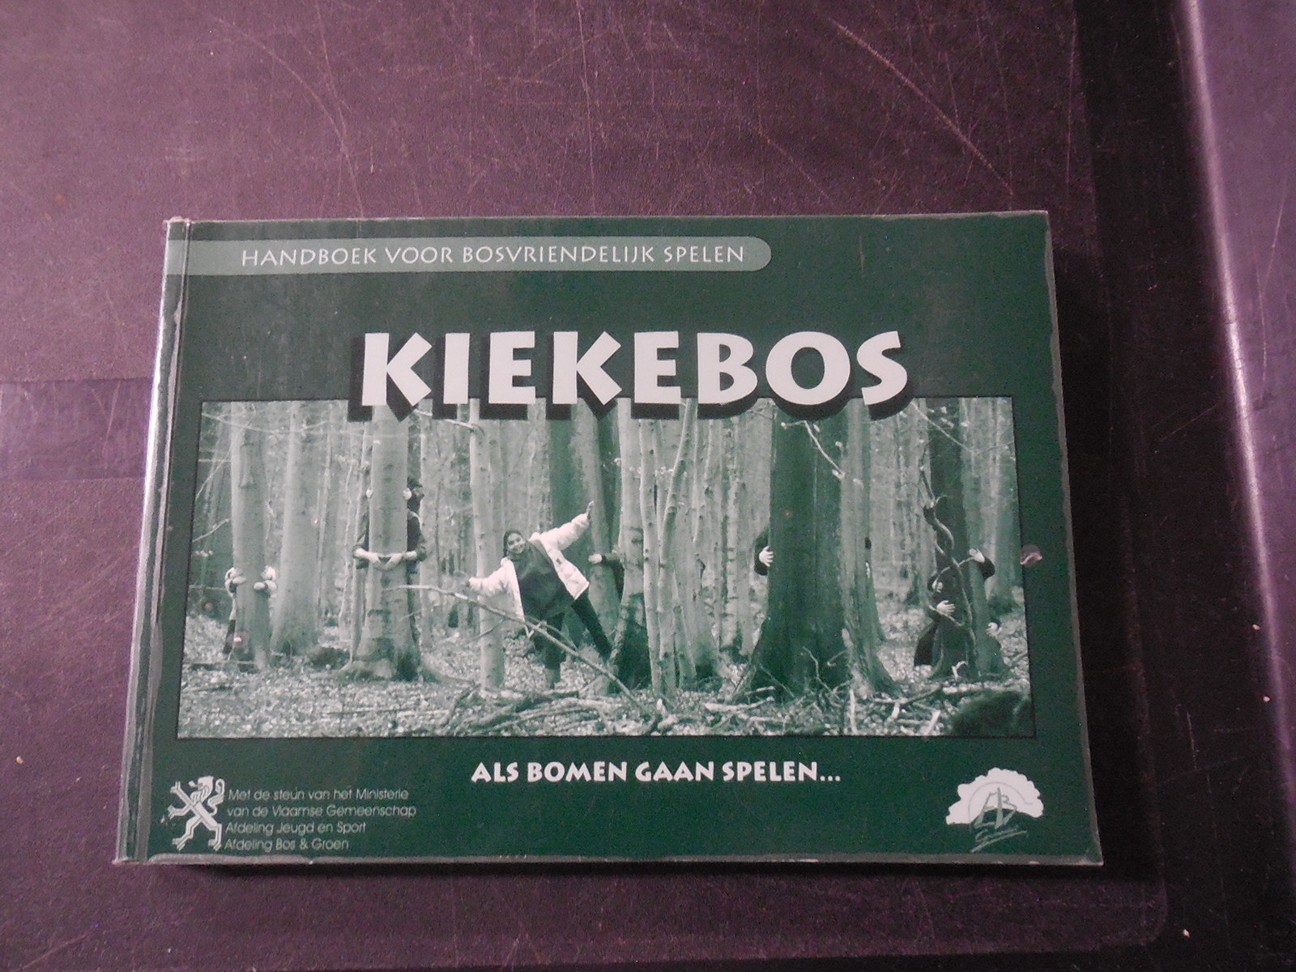 HANDBOEK VOOR BOSVRIENDELIJK SPELEN
KIEKEBOS
ALS BOMEN GAAN SPELEN...
Met de steun van het Ministerie
van de Vlaamse Gemeenschap
Afdeling Jeugd en Sport
Afdeling Bos & Groen